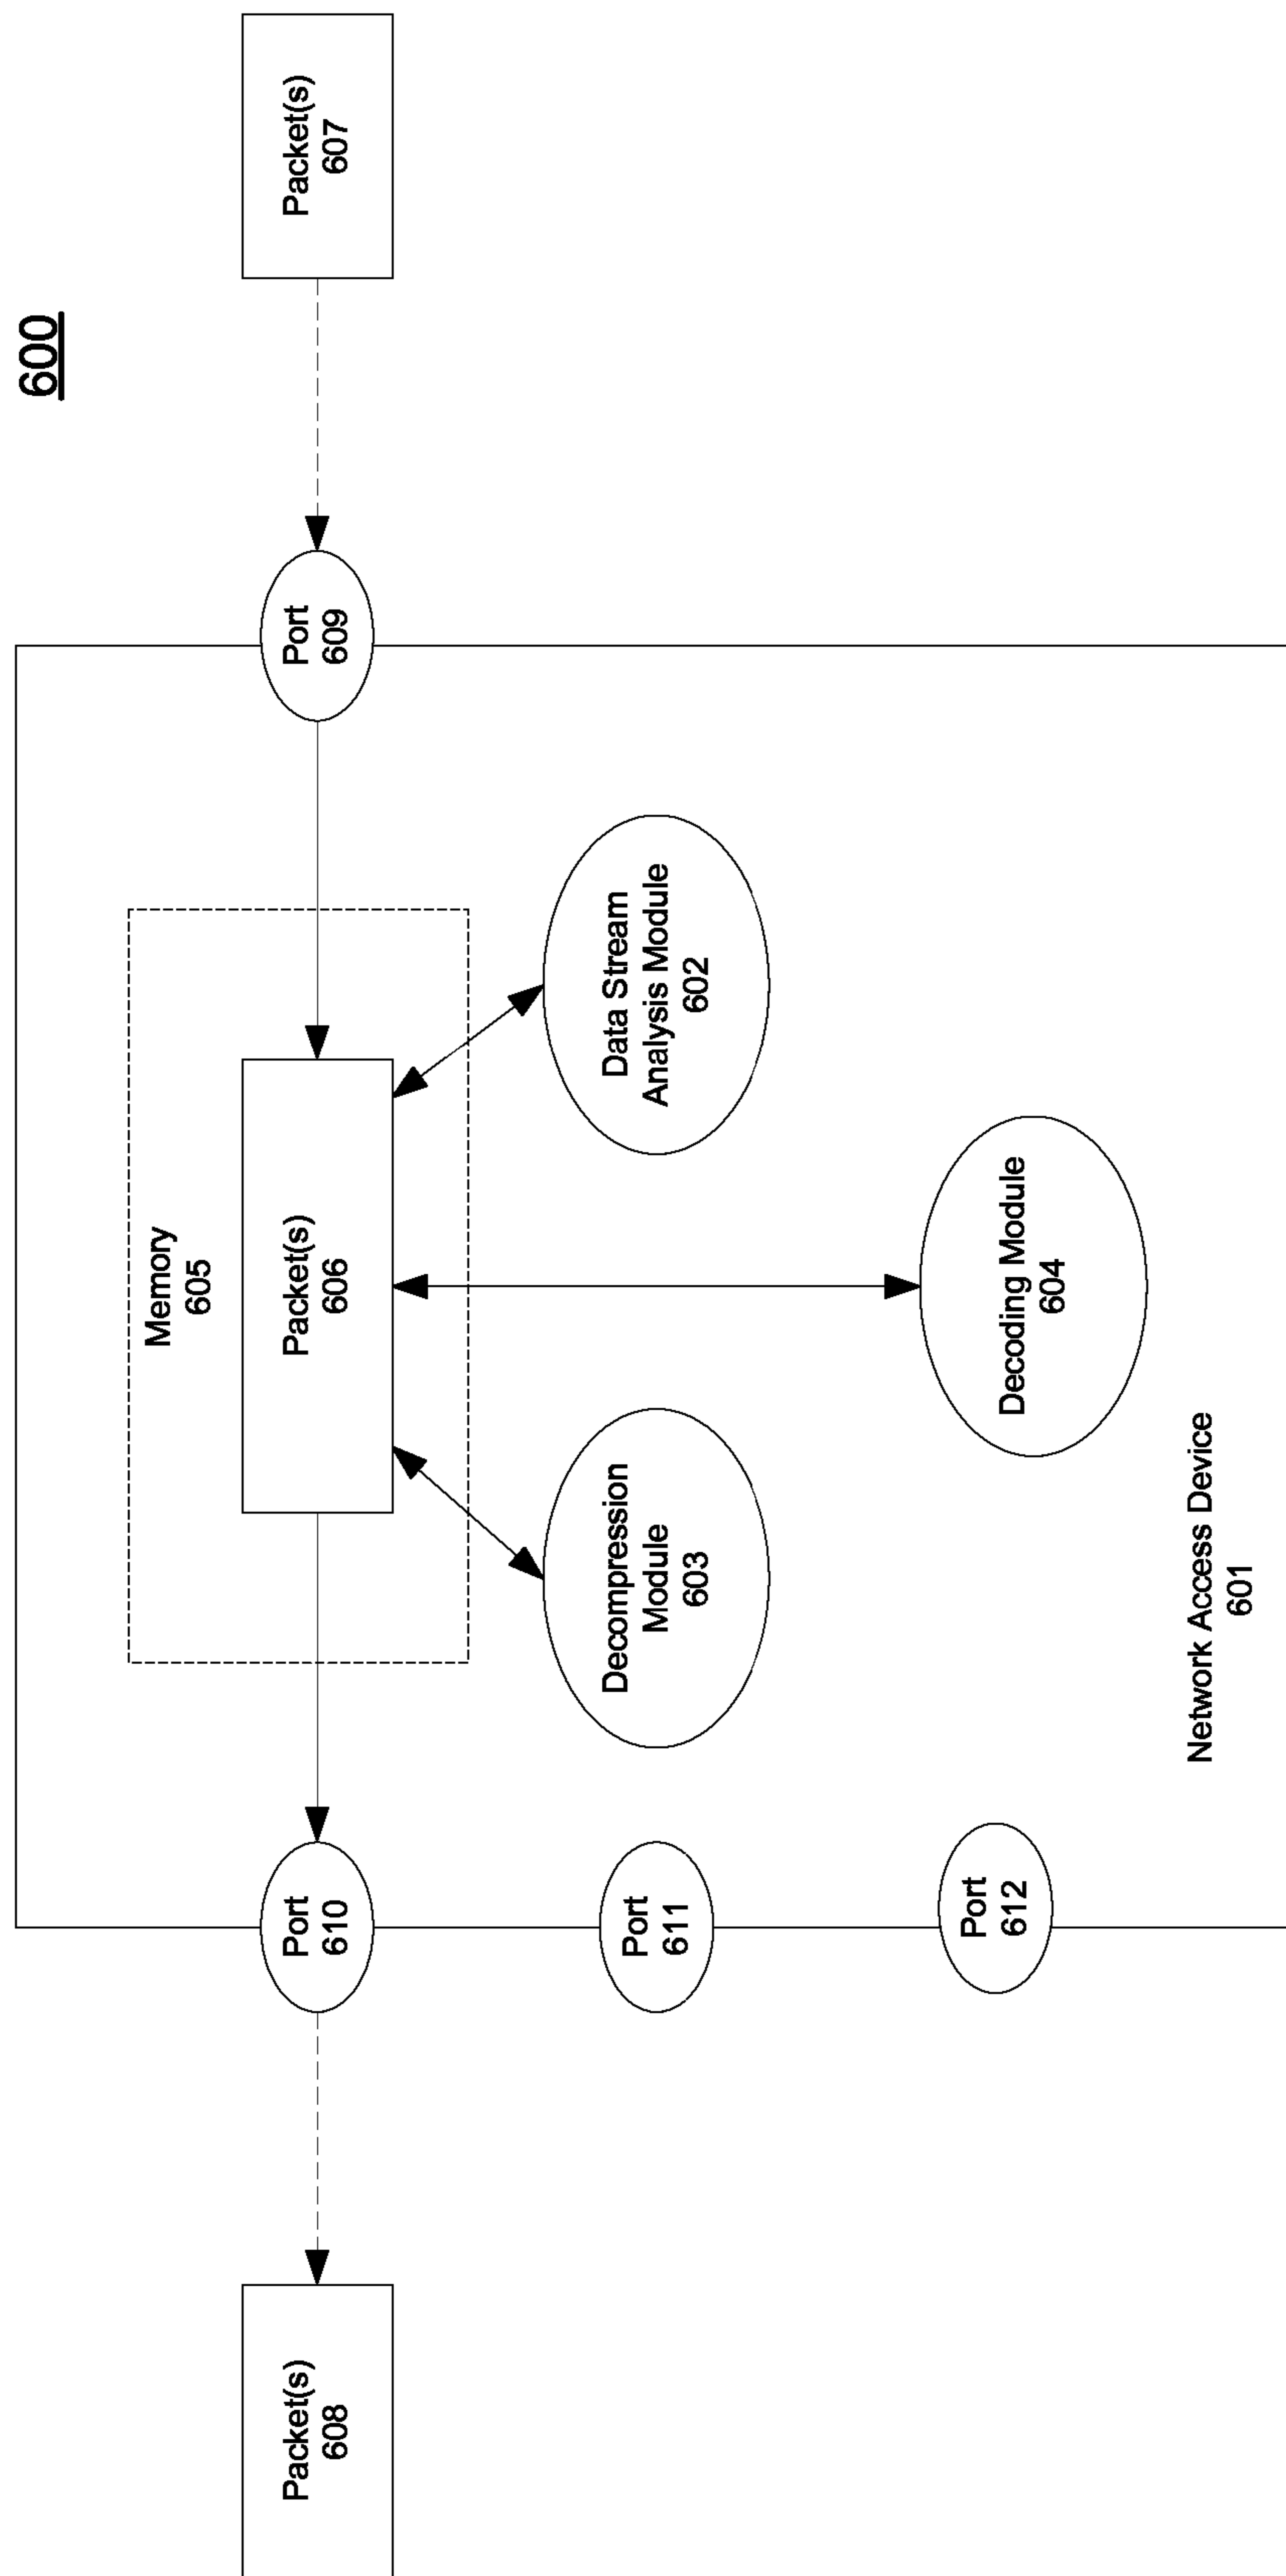 600
Packet(s)
608
Port
610
Memory
605
Packet(s)
606
Port
609
Packet(s)
607
Port
611
Decompression
Module
603
Data Stream
Analysis Module
602
Port
612
Decoding Module
604
Network Access Device
601